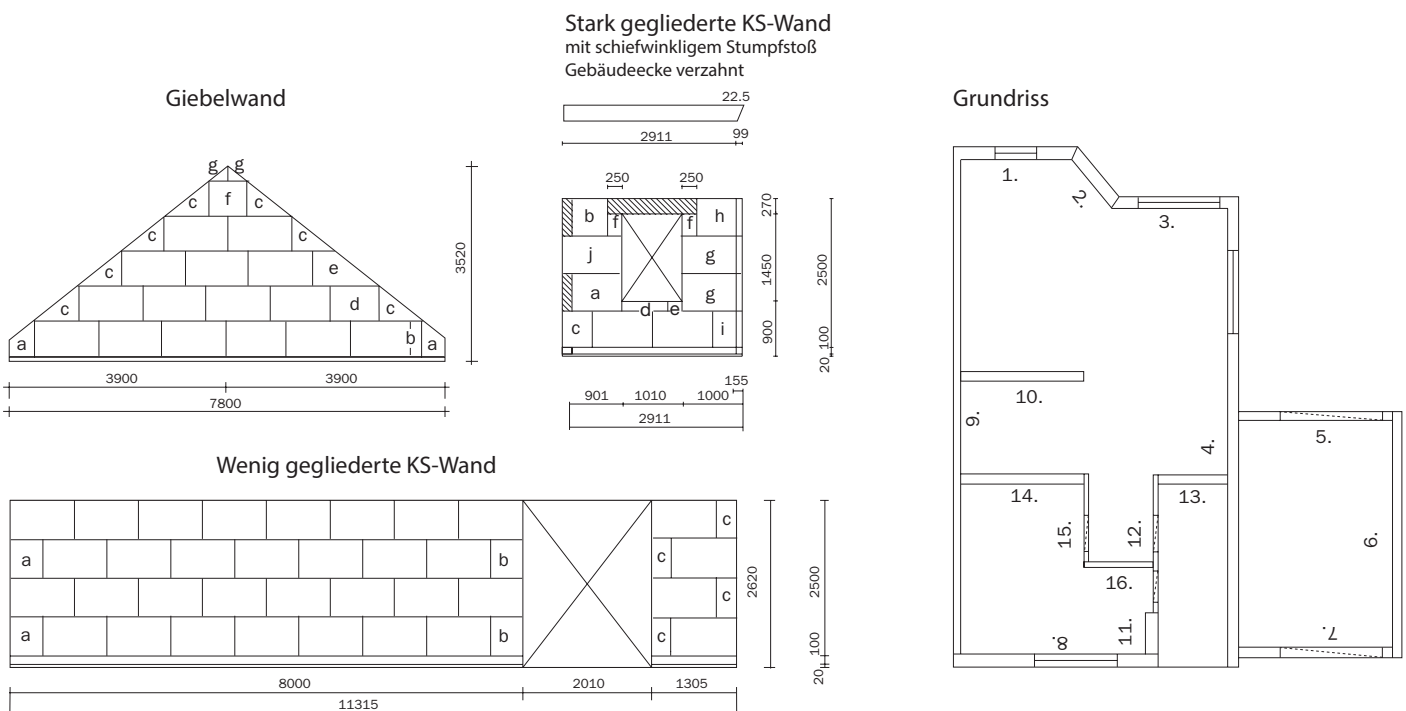 Stark gegliederte KS-Wand
mit schiefwinkligem Stumpfstoß
Gebäudeecke verzahnt
22.5
2911 99
250 250
b f f h
j g
a g
d e
c i
270
1450
900
100
20
2500
155
901 1010 1000
2911
Giebelwand
g g
c f c
c c
c e
c d c
a b a
3520
3900 3900
7800
Wenig gegliederte KS-Wand
c
a b c
c
a b c
2620
2500
100
20
8000 2010 1305
11315
Grundriss
1.
2.
3.
10.
9.
4.
5.
14.
13.
15.
12.
6.
16.
11.
8.
7.